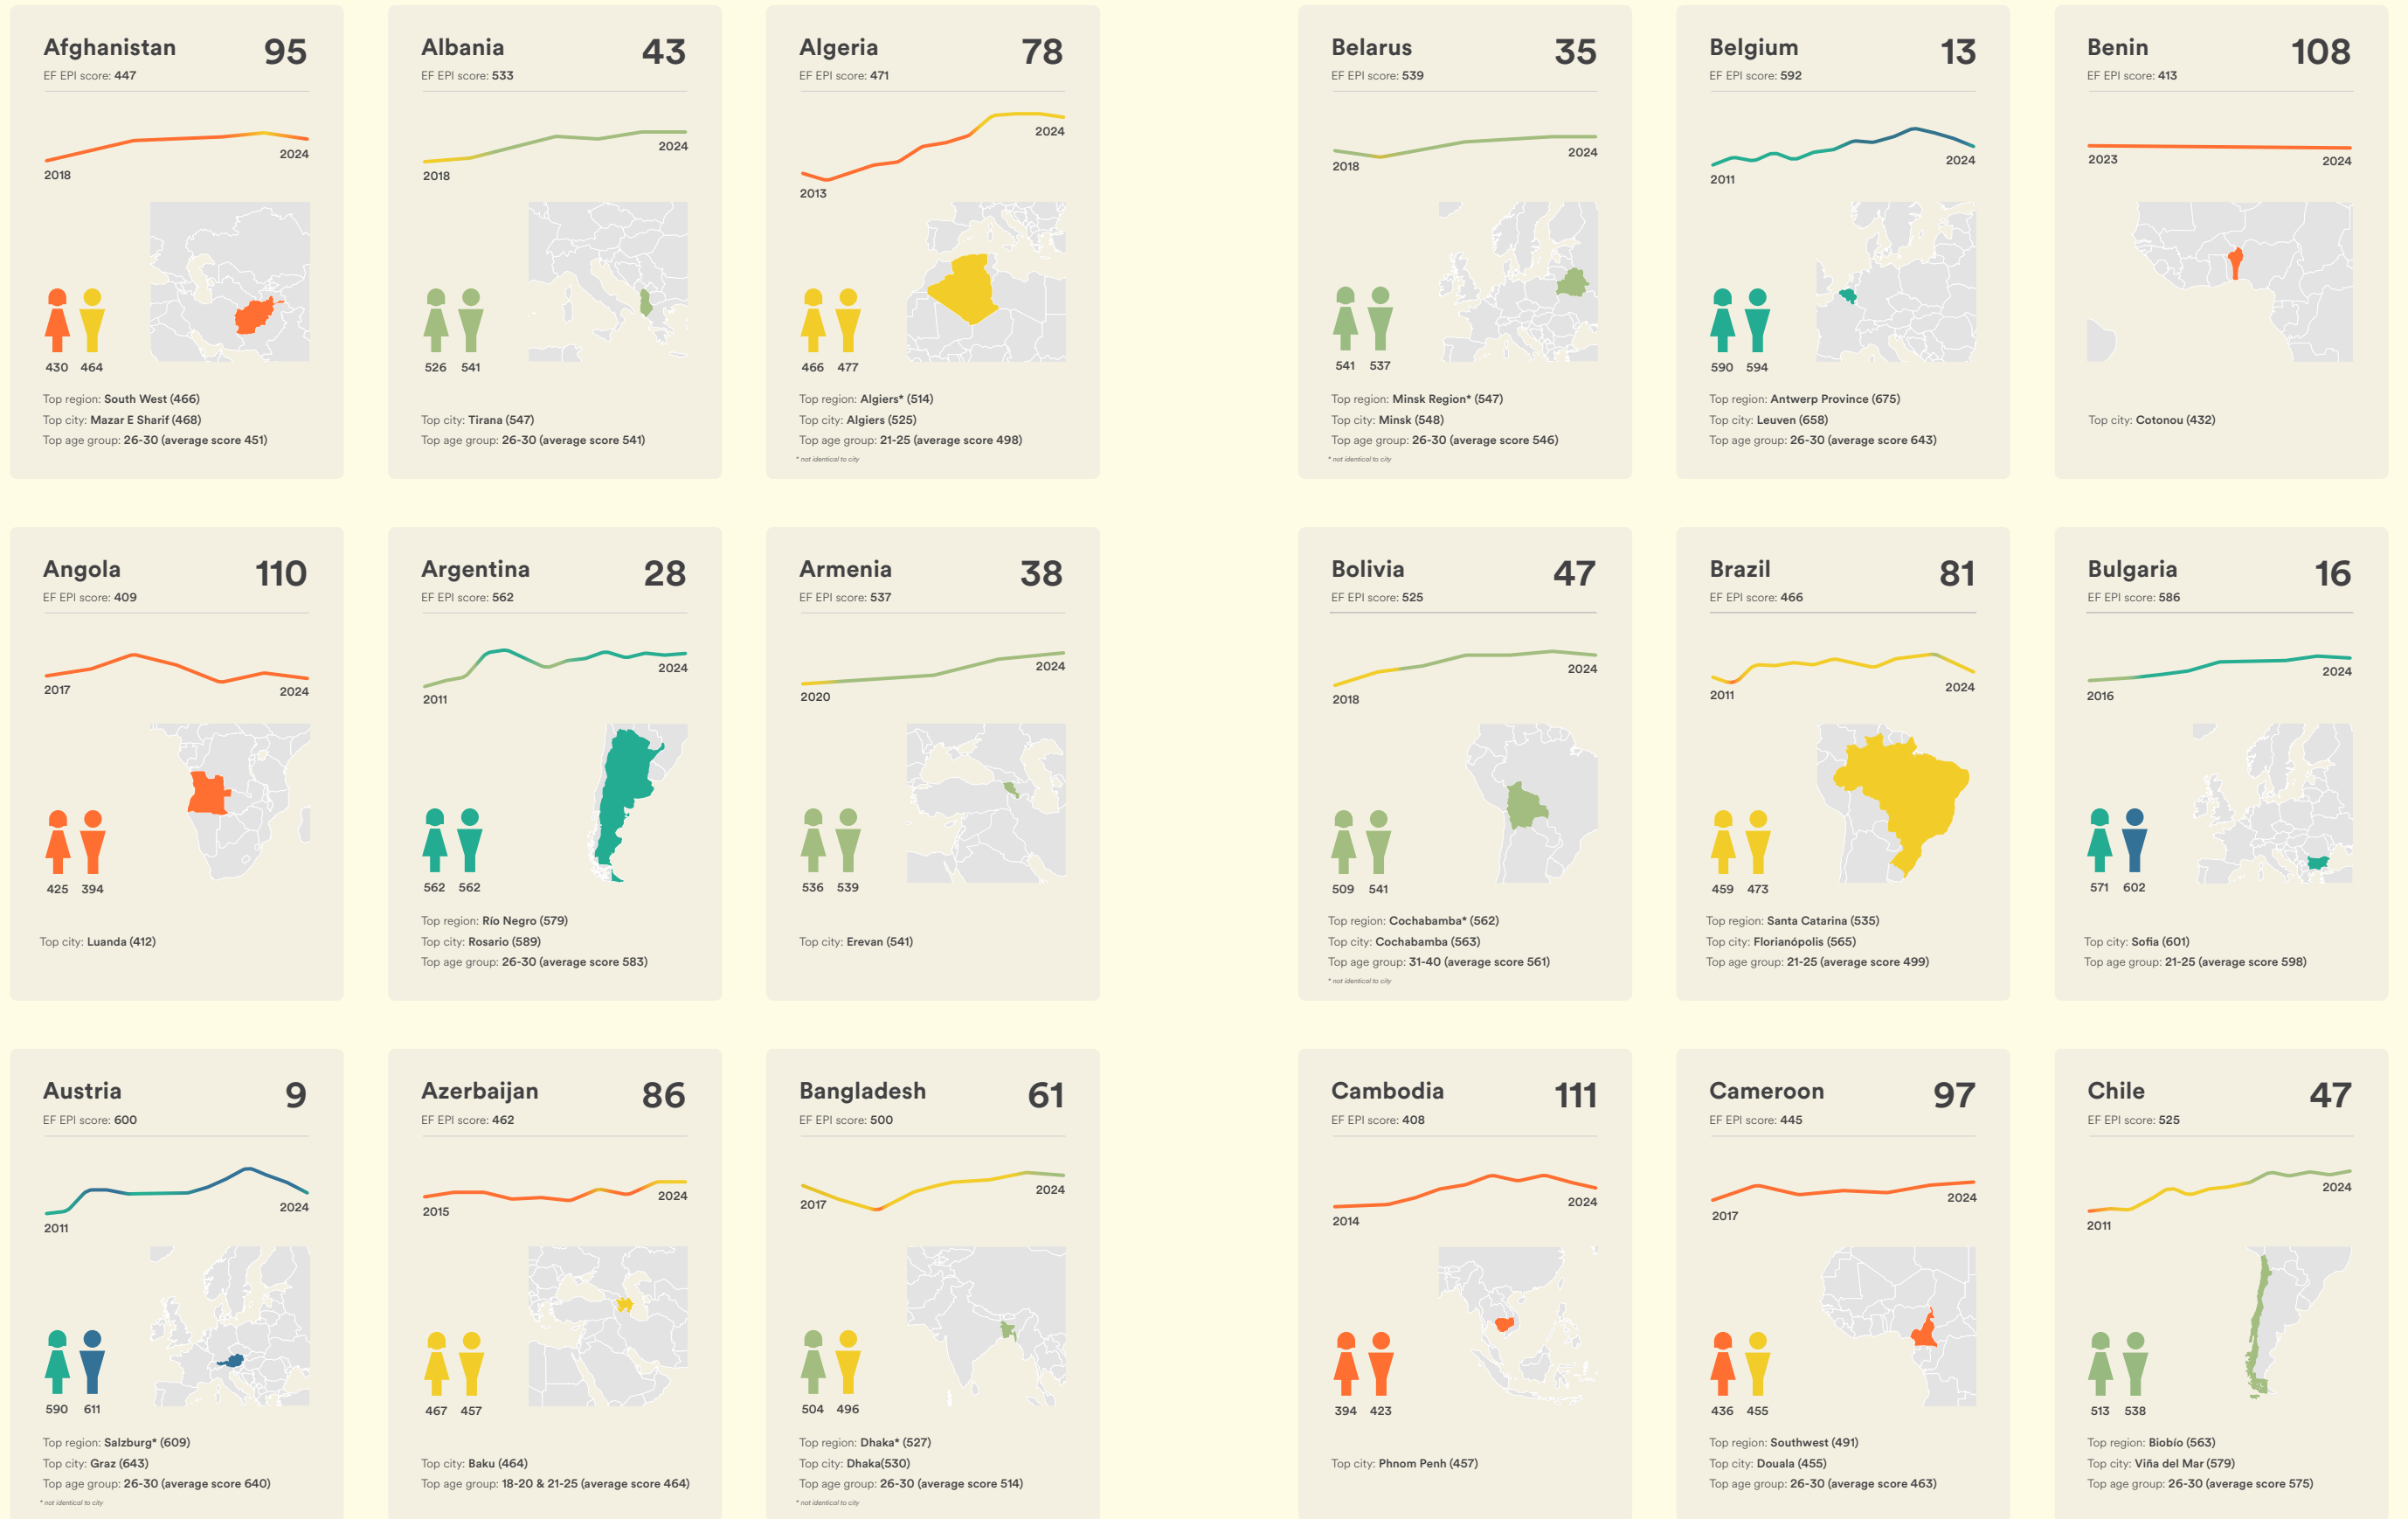 Afghanistan 95
EF EPI score: 447
2018
2024
430 464
Top region: South West (466)
Top city: Mazar E Sharif (468)
Top age group: 26-30 (average score 451)
Albania 43
EF EPI score: 533
2018
2024
526 541
Top city: Tirana (547)
Top age group: 26-30 (average score 541)
Algeria 78
EF EPI score: 471
2013
2024
466 477
Top region: Algiers* (514)
Top city: Algiers (525)
Top age group: 21-25 (average score 498)
* not identical to city
Belarus 35
EF EPI score: 539
2018
2024
541 537
Top region: Minsk Region* (547)
Top city: Minsk (548)
Top age group: 26-30 (average score 546)
* not identical to city
Belgium 13
EF EPI score: 592
2011
2024
590 594
Top region: Antwerp Province (675)
Top city: Leuven (658)
Top age group: 26-30 (average score 643)
Benin 108
EF EPI score: 413
2023
2024
Top city: Cotonou (432)
Angola 110
EF EPI score: 409
2017
2024
425 394
Top city: Luanda (412)
Argentina 28
EF EPI score: 562
2011
2024
562 562
Top region: Río Negro (579)
Top city: Rosario (589)
Top age group: 26-30 (average score 583)
Armenia 38
EF EPI score: 537
2020
2024
536 539
Top city: Erevan (541)
Bolivia 47
EF EPI score: 525
2018
2024
509 541
Top region: Cochabamba* (562)
Top city: Cochabamba (563)
Top age group: 31-40 (average score 561)
* not identical to city
Brazil 81
EF EPI score: 466
2011
2024
459 473
Top region: Santa Catarina (535)
Top city: Florianópolis (565)
Top age group: 21-25 (average score 499)
Bulgaria 16
EF EPI score: 586
2016
2024
571 602
Top city: Sofia (601)
Top age group: 21-25 (average score 598)
Austria 9
EF EPI score: 600
2011
2024
590 611
Top region: Salzburg* (609)
Top city: Graz (643)
Top age group: 26-30 (average score 640)
* not identical to city
Azerbaijan 86
EF EPI score: 462
2015
2024
467 457
Top city: Baku (464)
Top age group: 18-20 & 21-25 (average score 464)
Bangladesh 61
EF EPI score: 500
2017
2024
504 496
Top region: Dhaka* (527)
Top city: Dhaka(530)
Top age group: 26-30 (average score 514)
* not identical to city
Cambodia 111
EF EPI score: 408
2014
2024
394 423
Top city: Phnom Penh (457)
Cameroon 97
EF EPI score: 445
2017
2024
436 455
Top region: Southwest (491)
Top city: Douala (455)
Top age group: 26-30 (average score 463)
Chile 47
EF EPI score: 525
2011
2024
513 538
Top region: Biobío (563)
Top city: Viña del Mar (579)
Top age group: 26-30 (average score 575)